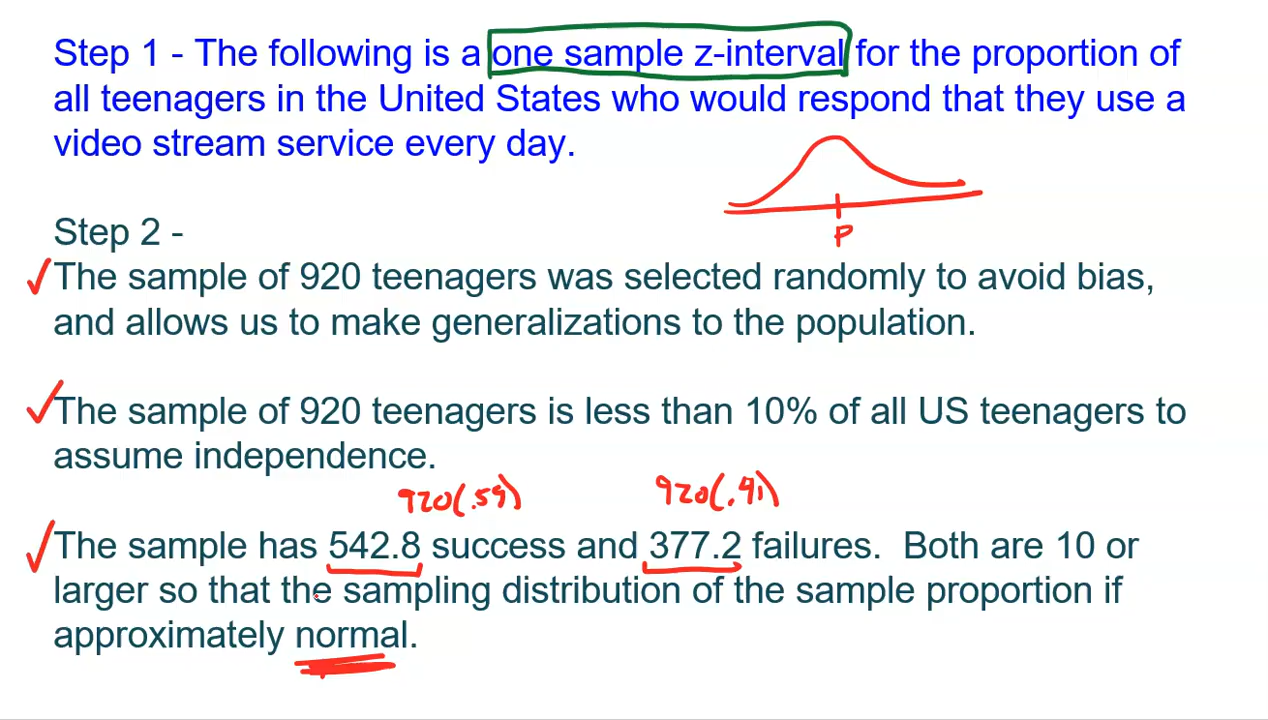 Step 1 - The following is a one sample z-interval for the proportion of
all teenagers in the United States who would respond that they use a
video stream service every day.
P
Step 2 -
The sample of 920 teenagers was selected randomly to avoid bias,
and allows us to make generalizations to the population.
The sample of 920 teenagers is less than 10% of all US teenagers to
assume independence.
920(.59) 920(.41)
The sample has 542.8 success and 377.2 failures. Both are 10 or
larger so that the sampling distribution of the sample proportion if
approximately normal.